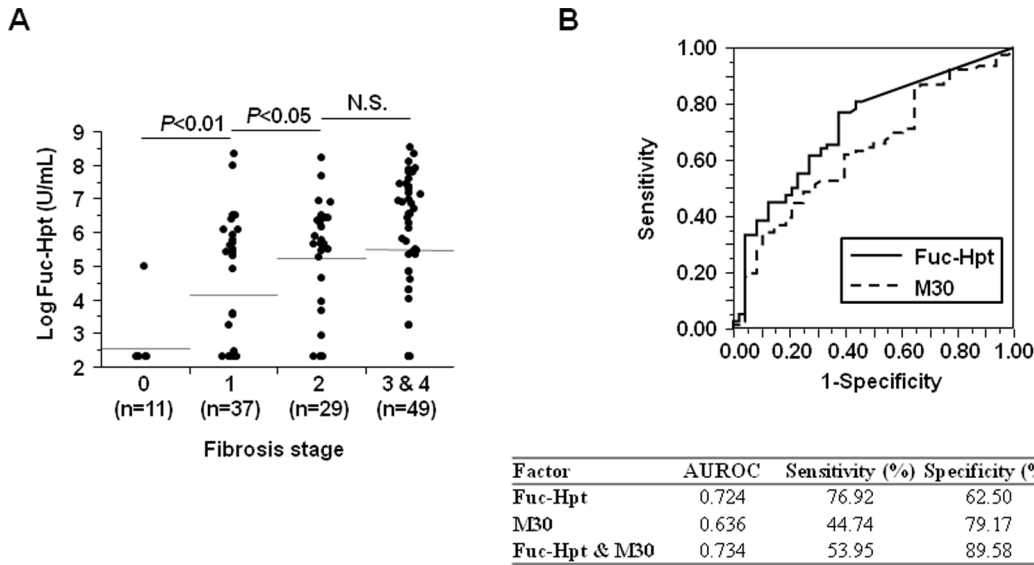 A
P<0.01
P<0.05
N.S.
Log Fuc-Hpt (U/mL)
9
8
7
6
5
4
3
2
0
1
2
3 & 4
(n=11)
(n=37)
(n=29)
(n=49)
Fibrosis stage
B
Sensitivity
1.00
0.80
0.60
0.40
0.20
0.00
Fuc-Hpt
M30
0.00 0.20 0.40 0.60 0.80 1.00
1-Specificity
Factor AUROC Sensitivity (%) Specificity (%
Fuc-Hpt 0.724 76.92 62.50
M30 0.636 44.74 79.17
Fuc-Hpt & M30 0.734 53.95 89.58